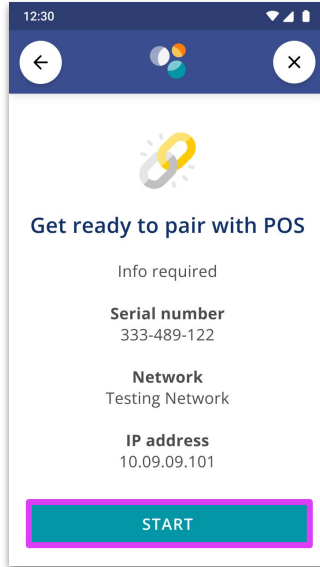 12:30
Get ready to pair with POS
Info required
Serial number
333-489-122
Network
Testing Network
IP address
10.09.09.101
START